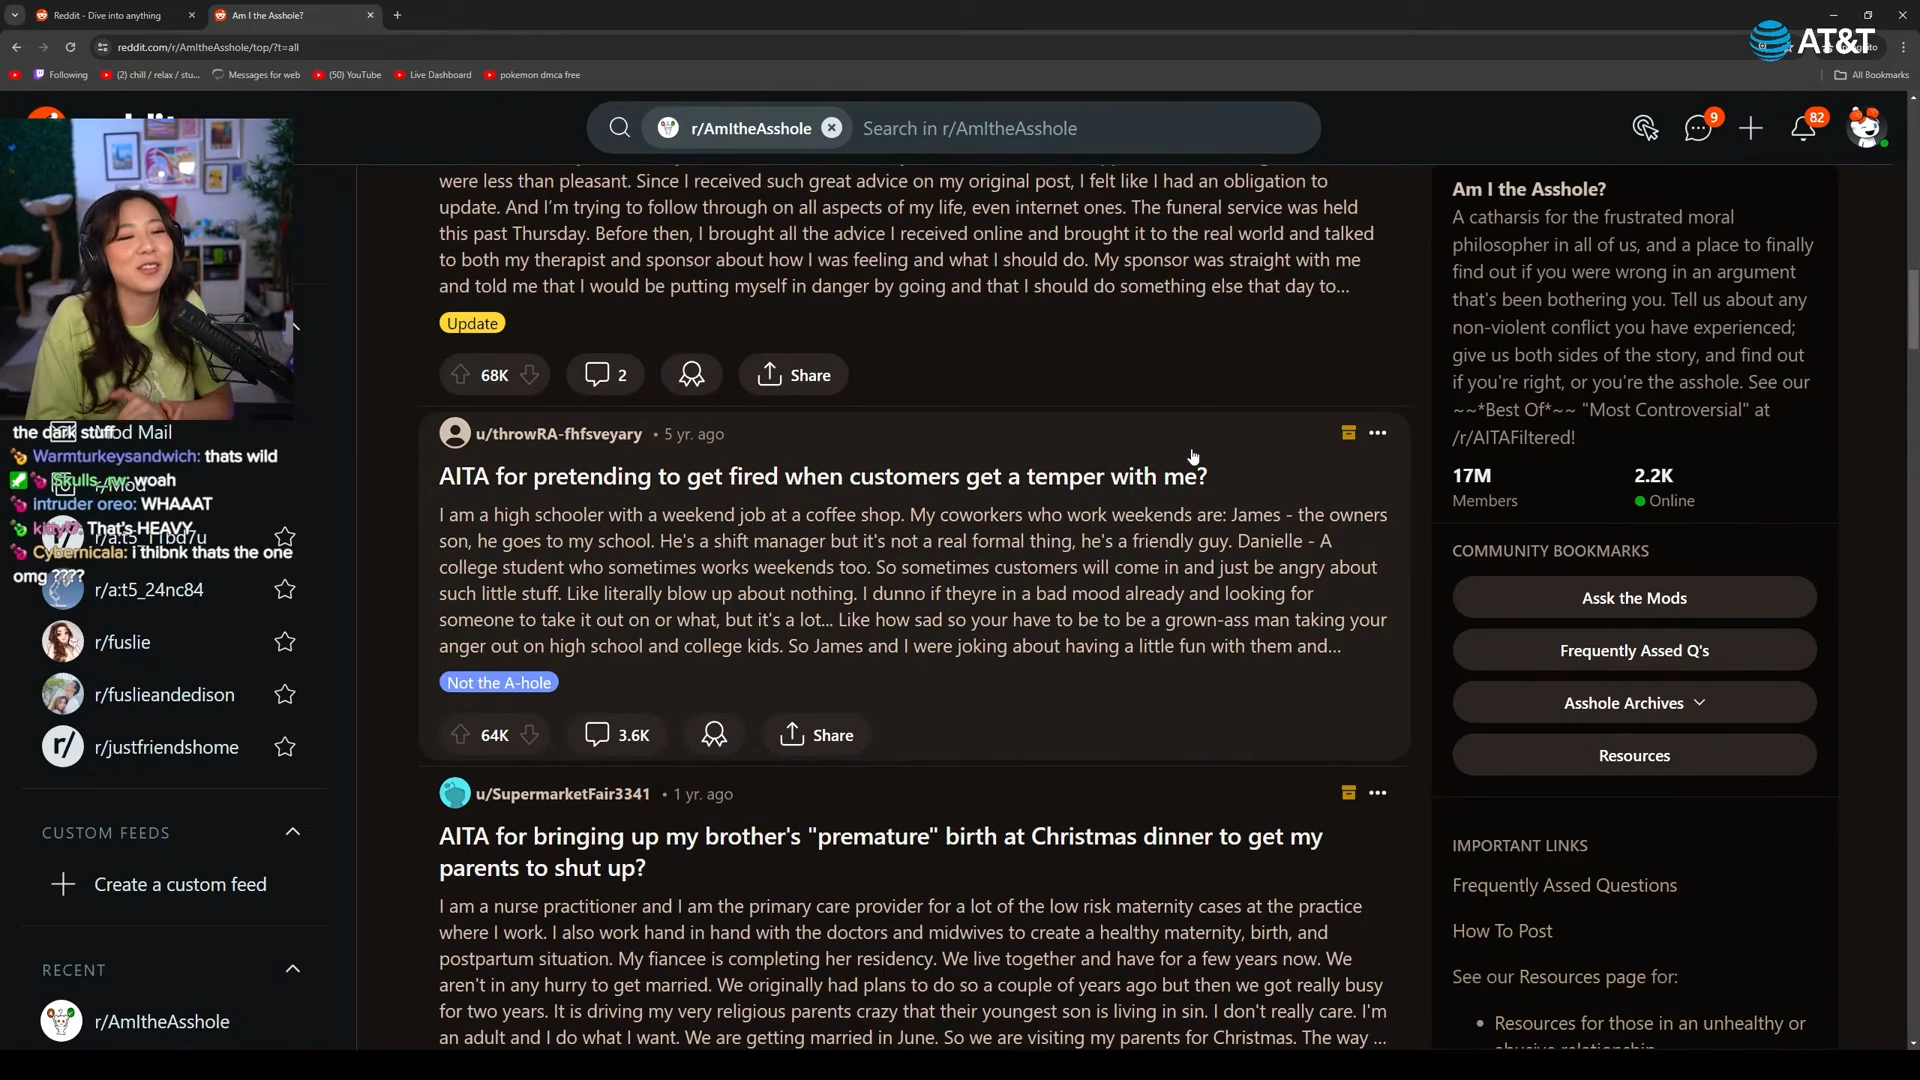 Reddit - Dive into anything
Am I the Asshole?
reddit.com/r/AmItheAsshole/top/?t=all
AT&T
Following
(2) chill / relax / stu...
Messages for web
(50) YouTube
Live Dashboard
pokemon dmca free
All Bookmarks
r/AmItheAsshole
Search in r/AmItheAsshole
9
82
were less than pleasant. Since I received such great advice on my original post, I felt like I had an obligation to
update. And I'm trying to follow through on all aspects of my life, even internet ones. The funeral service was held
this past Thursday. Before then, I brought all the advice I received online and brought it to the real world and talked
to both my therapist and sponsor about how I was feeling and what I should do. My sponsor was straight with me
and told me that I would be putting myself in danger by going and that I should do something else that day to...
Update
68K
2
Share
u/throwRA-fhfsveyary • 5 yr. ago
AITA for pretending to get fired when customers get a temper with me?
I am a high schooler with a weekend job at a coffee shop. My coworkers who work weekends are: James - the owners
son, he goes to my school. He's a shift manager but it's not a real formal thing, he's a friendly guy. Danielle - A
college student who sometimes works weekends too. So sometimes customers will come in and just be angry about
such little stuff. Like literally blow up about nothing. I dunno if theyre in a bad mood already and looking for
someone to take it out on or what, but it's a lot... Like how sad so your have to be to be a grown-ass man taking your
anger out on high school and college kids. So James and I were joking about having a little fun with them and...
Not the A-hole
64K
3.6K
Share
u/SupermarketFair3341 • 1 yr. ago
AITA for bringing up my brother's "premature" birth at Christmas dinner to get my
parents to shut up?
I am a nurse practitioner and I am the primary care provider for a lot of the low risk maternity cases at the practice
where I work. I also work hand in hand with the doctors and midwives to create a healthy maternity, birth, and
postpartum situation. My fiancee is completing her residency. We live together and have for a few years now. We
aren't in any hurry to get married. We originally had plans to do so a couple of years ago but then we got really busy
for two years. It is driving my very religious parents crazy that their youngest son is living in sin. I don't really care. I'm
an adult and I do what I want. We are getting married in June. So we are visiting my parents for Christmas. The way ...
the dark stuff
Mod Mail
Warmturkeysandwich: thats wild
Skulls_rw: woah
r/Mod
intruder oreo: WHAAAT
kittyf7: That's HEAVY
Cybernicala: i thibnk thats the one
omg ????
r/a:t5_24nc84
r/fuslie
r/fuslieandedison
r/justfriendshome
CUSTOM FEEDS
Create a custom feed
RECENT
r/AmItheAsshole
Am I the Asshole?
A catharsis for the frustrated moral
philosopher in all of us, and a place to finally
find out if you were wrong in an argument
that's been bothering you. Tell us about any
non-violent conflict you have experienced;
give us both sides of the story, and find out
if you're right, or you're the asshole. See our
~~*Best Of*~~ "Most Controversial" at
/r/AITAFiltered!
17M
Members
2.2K
Online
COMMUNITY BOOKMARKS
Assk the Mods
Frequently Assed Q's
Asshole Archives
Resources
IMPORTANT LINKS
Frequently Assed Questions
How To Post
See our Resources page for:
• Resources for those in an unhealthy or